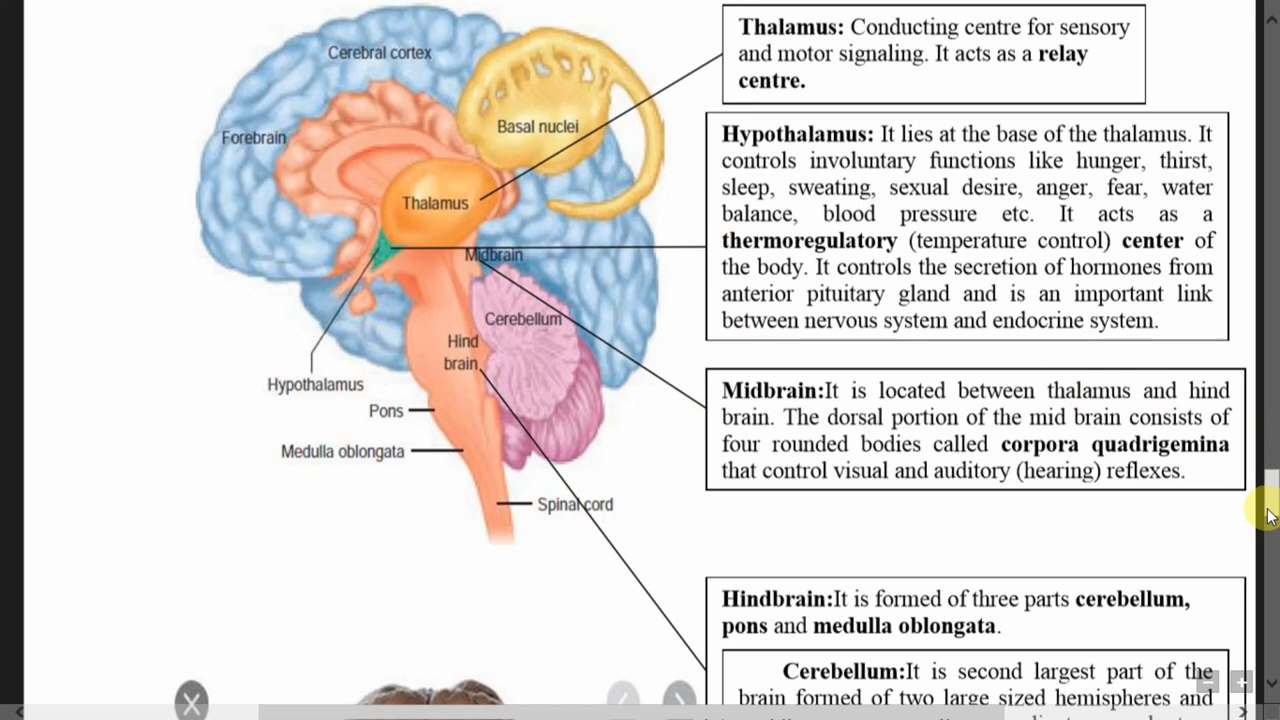 Cerebral cortex
Forebrain
Basal nuclei
Thalamus
Midbrain
Cerebellum
Hind
brain
Hypothalamus
Pons
Medulla oblongata
Spinal cord
Thalamus: Conducting centre for sensory
and motor signaling. It acts as a relay
centre.
Hypothalamus: It lies at the base of the thalamus. It
controls involuntary functions like hunger, thirst,
sleep, sweating, sexual desire, anger, fear, water
balance, blood pressure etc. It acts as a
thermoregulatory (temperature control) center of
the body. It controls the secretion of hormones from
anterior pituitary gland and is an important link
between nervous system and endocrine system.
Midbrain:It is located between thalamus and hind
brain. The dorsal portion of the mid brain consists of
four rounded bodies called corpora quadrigemina
that control visual and auditory (hearing) reflexes.
Hindbrain:It is formed of three parts cerebellum,
pons and medulla oblongata.
Cerebellum:It is second largest part of the
brain formed of two large sized hemispheres and